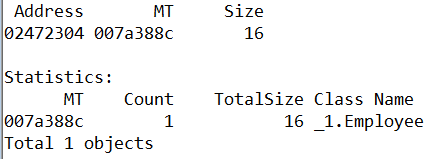 Address MT Size
02472304 007a388c 16
Statistics:
MT Count TotalSize Class Name
007a388c 1 16 _1.Employee
Total 1 objects